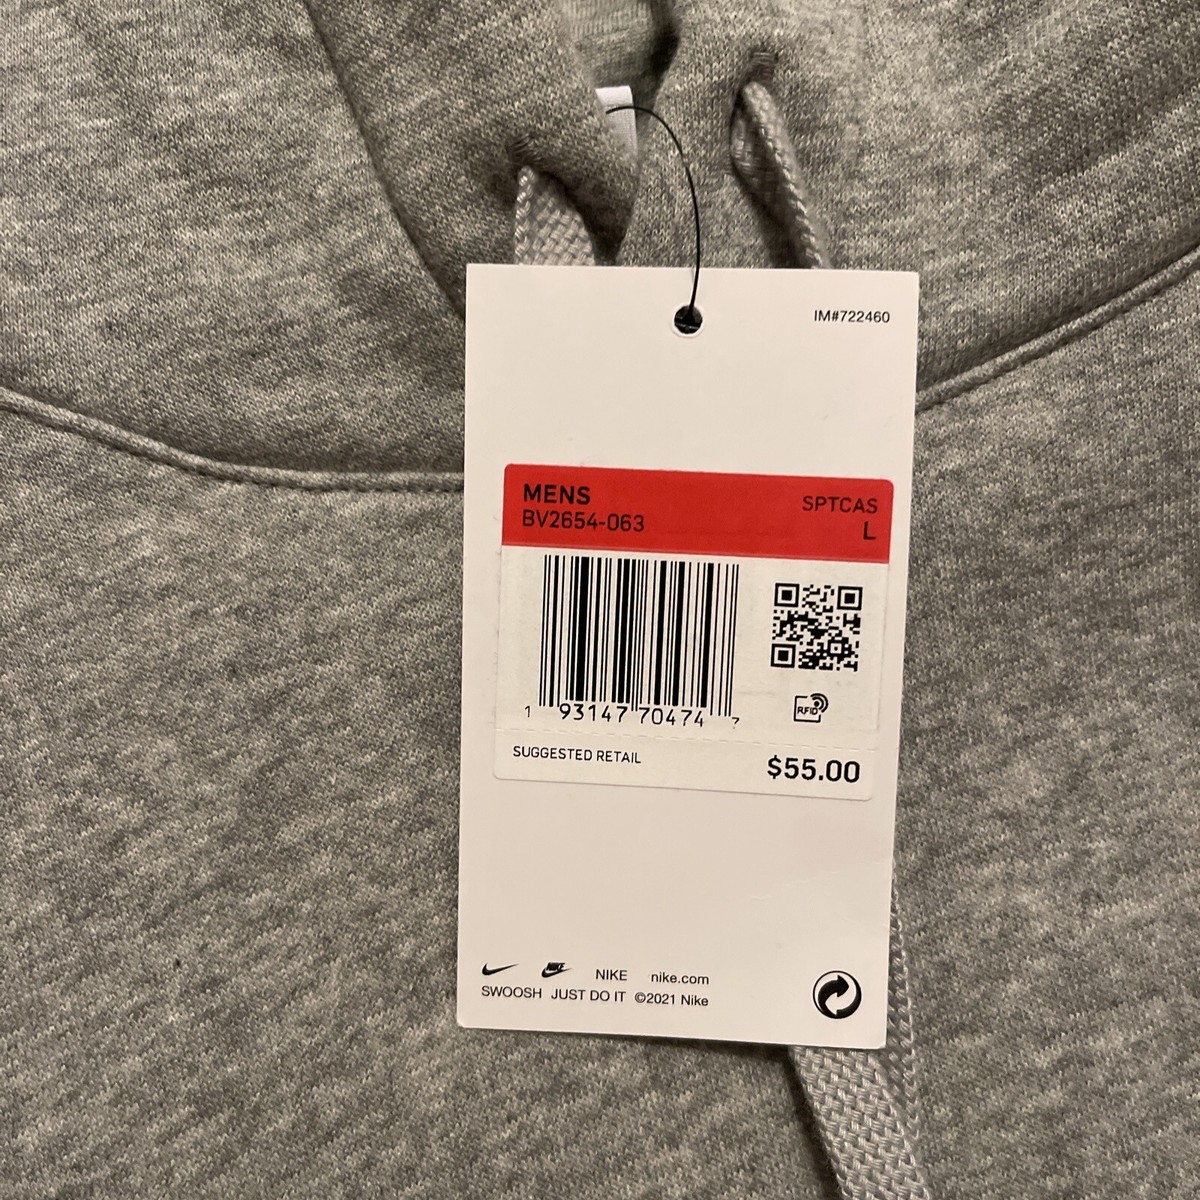 IM#722460
MENS
SPTCAS
BV2654-063
L
1 93147 70474 7
RFID
SUGGESTED RETAIL
$55.00
NIKE nike.com
SWOOSH JUST DO IT ©2021 Nike